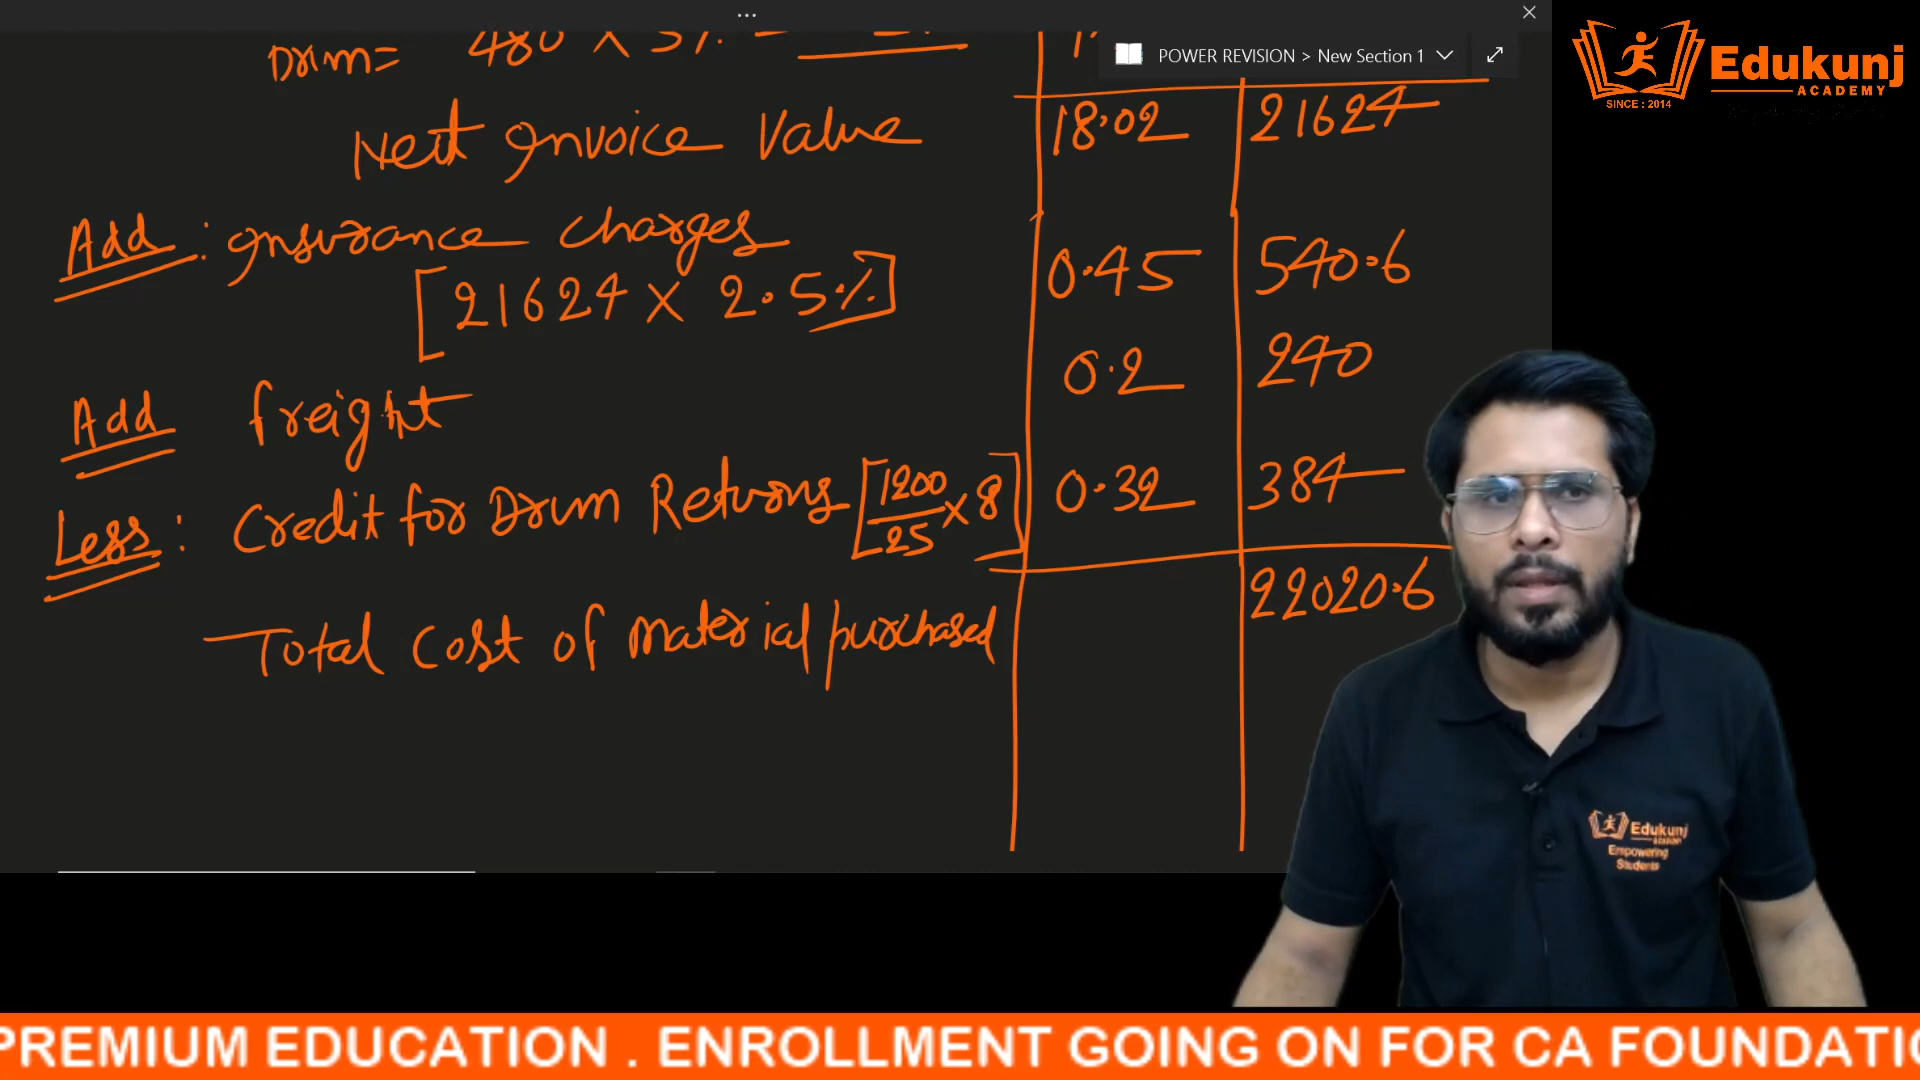 ...
POWER REVISION > New Section 1
Edukunj
ACADEMY
SINCE : 2014
Drum= 480 X 5%
Nett Invoice Value 18.02 21624
Add : Insurance charges 0.45 540.6
[21624 X 2.5%]
Add freight 0.2 240
Less : Credit for Drum Returns [1200/25 X 8] 0.32 384
Total Cost of material purchased 22020.6
Edukunj
ACADEMY
Empowering
Students
PREMIUM EDUCATION . ENROLLMENT GOING ON FOR CA FOUNDATIO